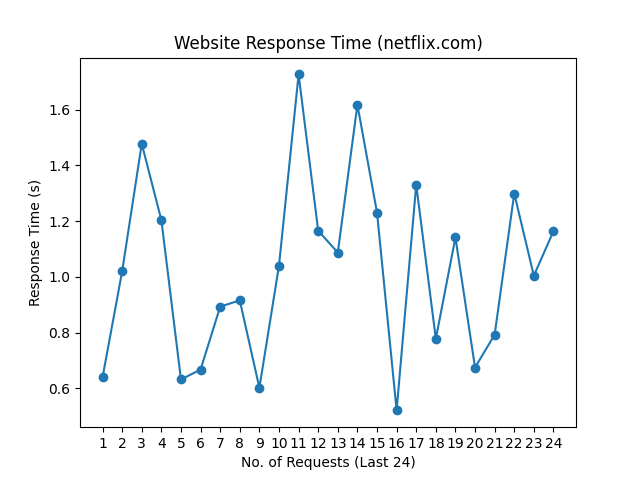 Website Response Time (netflix.com)
Response Time (s)
1.6
1.4
1.2
1.0
0.8
0.6
1 2 3 4 5 6 7 8 9 10 11 12 13 14 15 16 17 18 19 20 21 22 23 24
No. of Requests (Last 24)